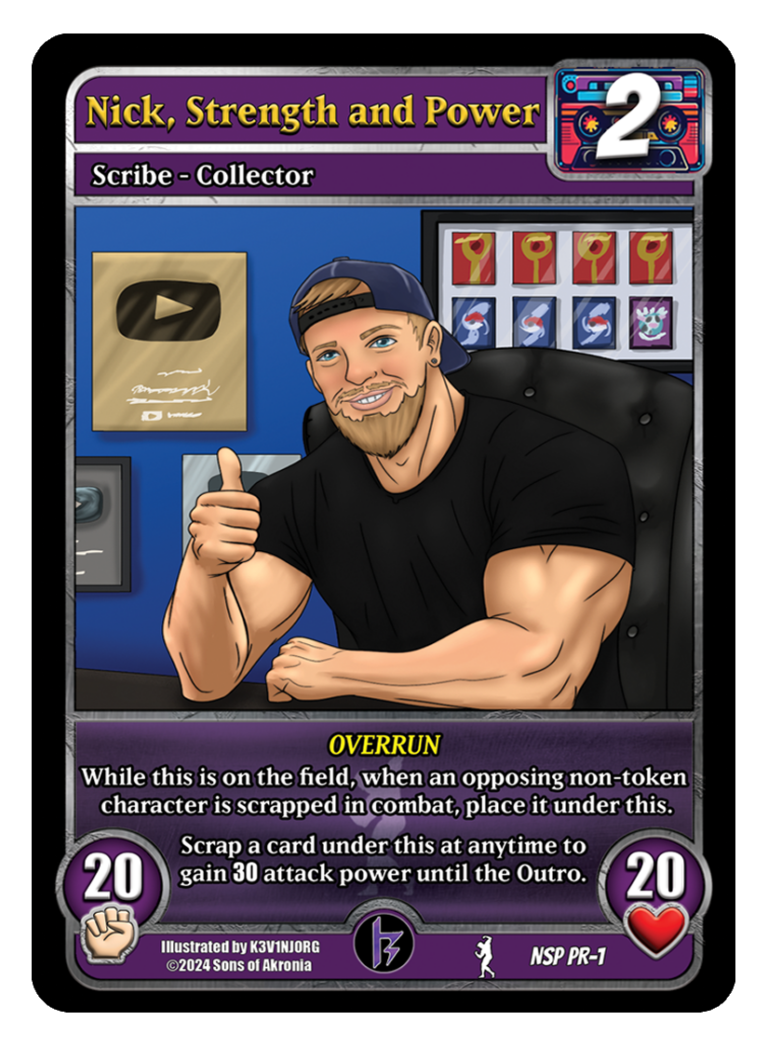 Nick, Strength and Power
2
Scribe - Collector
OVERRUN
While this is on the field, when an opposing non-token
character is scrapped in combat, place it under this.
Scrap a card under this at anytime to
gain 30 attack power until the Outro.
20
20
Illustrated by K3V1NJ0RG
©2024 Sons of Akronia
NSP PR-1